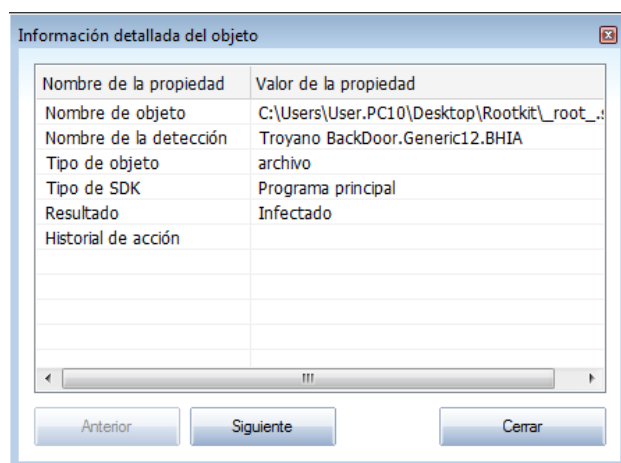 Información detallada del objeto
Nombre de la propiedad Valor de la propiedad
Nombre de objeto C:\Users\User.PC10\Desktop\Rootkit\_root_.s
Nombre de la detección Troyano BackDoor.Generic12.BHIA
Tipo de objeto archivo
Tipo de SDK Programa principal
Resultado Infectado
Historial de acción
Anterior Siguiente Cerrar